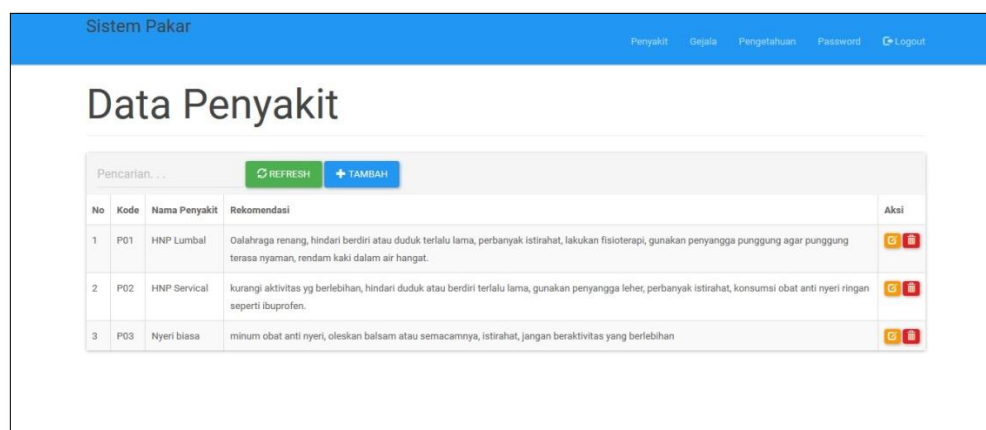 Sistem Pakar
Penyakit Gejala Pengetahuan Password Logout
Data Penyakit
Pencarian. . . REFRESH TAMBAH
No Kode Nama Penyakit Rekomendasi Aksi
1 P01 HNP Lumbal Oalahraga renang, hindari berdiri atau duduk terlalu lama, perbanyak istirahat, lakukan fisioterapi, gunakan penyangga punggung agar punggung
terasa nyaman, rendam kaki dalam air hangat.
2 P02 HNP Servical kurangi aktivitas yg berlebihan, hindari duduk atau berdiri terlalu lama, gunakan penyangga leher, perbanyak istirahat, konsumsi obat anti nyeri ringan
seperti ibuprofen.
3 P03 Nyeri biasa minum obat anti nyeri, oleskan balsam atau semacamnya, istirahat, jangan beraktivitas yang berlebihan